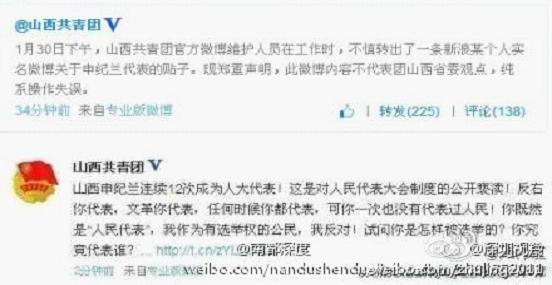 @山西共青团
1月30日下午，山西共青团官方微博维护人员在工作时，不慎转出了一条新浪某个人实
名微博关于申纪兰代表的贴子。现郑重声明，此微博内容不代表团山西省委观点，纯
系操作失误。
34分钟前 来自专业版微博 转发(225) | 评论(138)
山西共青团
山西申纪兰连续12次成为人大代表！这是对人民代表大会制度的公开亵渎！反右
你代表，文革你代表，任何时候你都代表，可你一次也没有代表过人民！你既然
是“人民代表”，我作为有选举权的公民，我反对！试问你是怎样被选举的？你究
竟代表谁？... http://t.cn/zYl @南都深度
2分钟前 来自
weibo.com/nandushendu